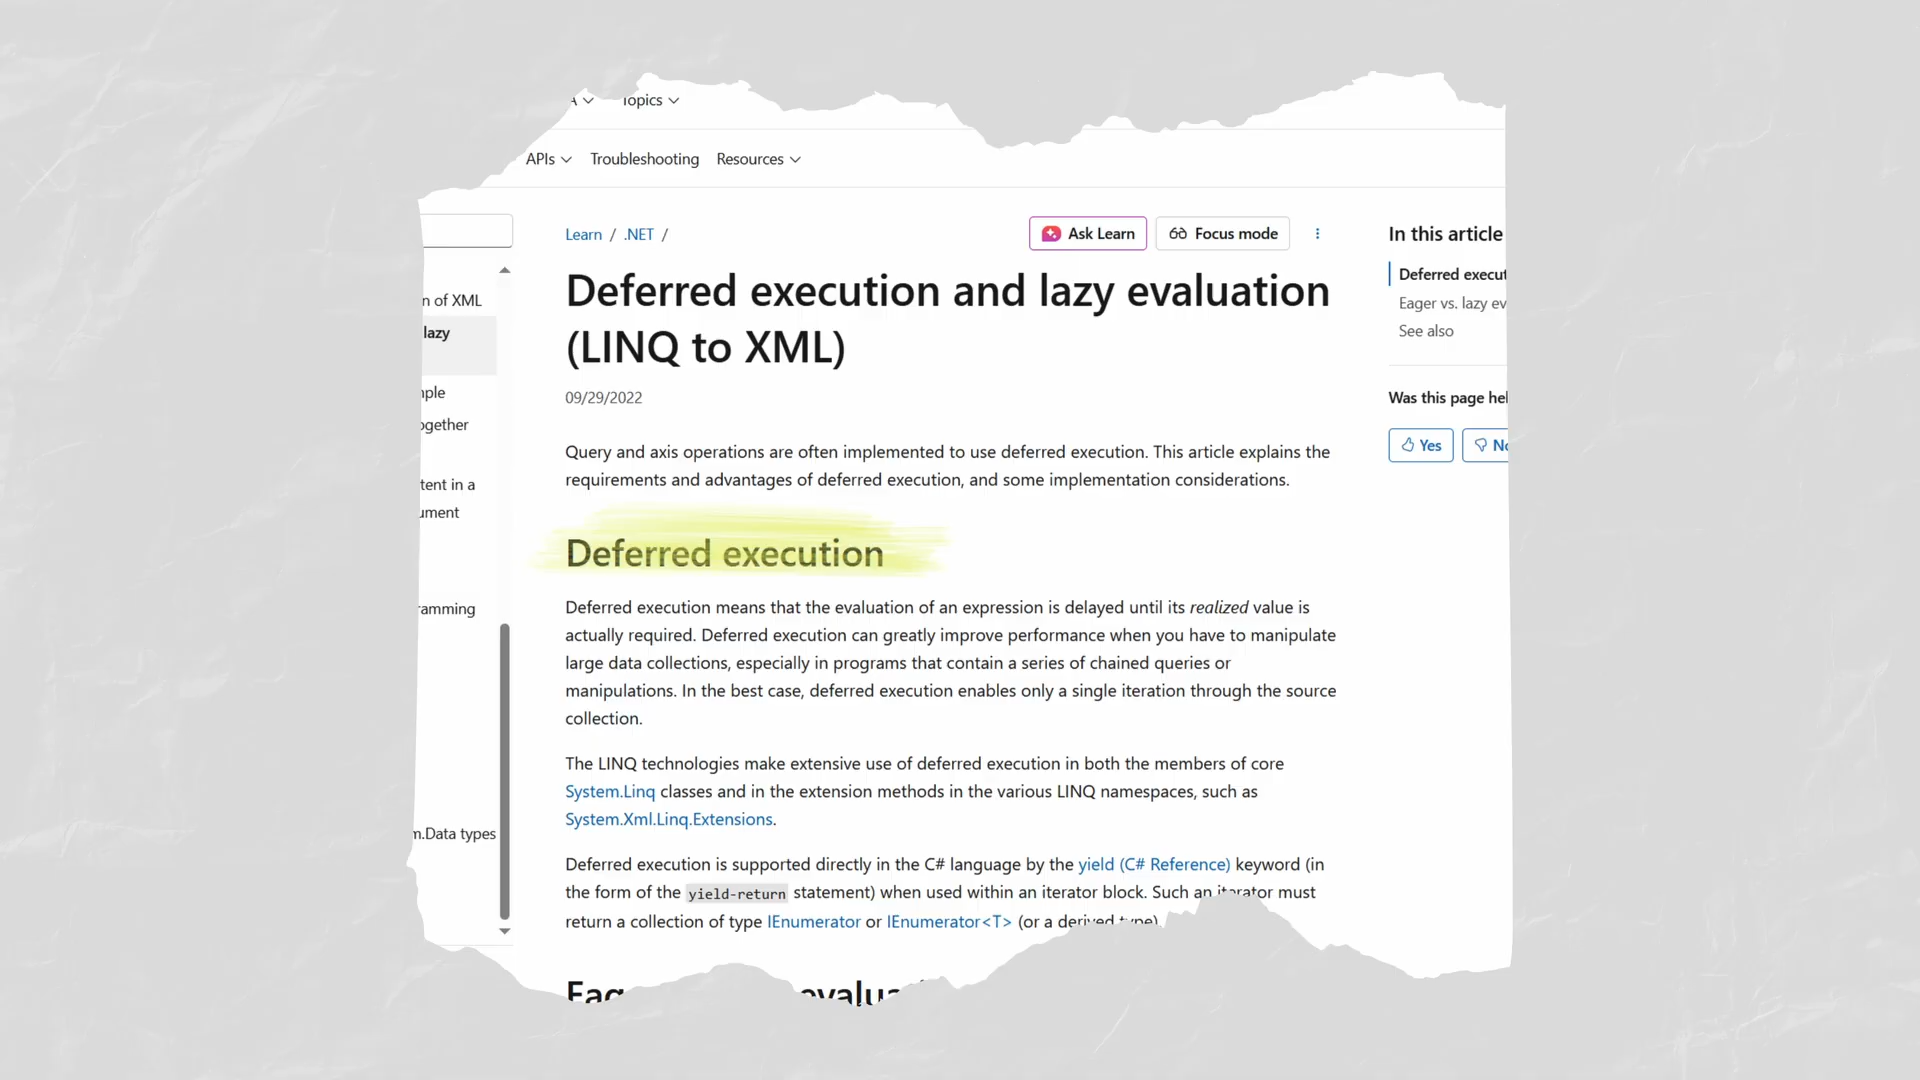 Topics
APIs Troubleshooting Resources
Learn / .NET /
Ask Learn
Focus mode
Deferred execution and lazy evaluation
(LINQ to XML)
09/29/2022
Query and axis operations are often implemented to use deferred execution. This article explains the
requirements and advantages of deferred execution, and some implementation considerations.
Deferred execution
Deferred execution means that the evaluation of an expression is delayed until its realized value is
actually required. Deferred execution can greatly improve performance when you have to manipulate
large data collections, especially in programs that contain a series of chained queries or
manipulations. In the best case, deferred execution enables only a single iteration through the source
collection.
The LINQ technologies make extensive use of deferred execution in both the members of core
System.Linq classes and in the extension methods in the various LINQ namespaces, such as
System.Xml.Linq.Extensions.
Deferred execution is supported directly in the C# language by the yield (C# Reference) keyword (in
the form of the yield-return statement) when used within an iterator block. Such an iterator must
return a collection of type IEnumerator or IEnumerator<T> (or a derived type)
n of XML
lazy
nple
ogether
tent in a
ument
ramming
m.Data types
In this article
Deferred execut
Eager vs. lazy ev
See also
Was this page hel
Yes
No